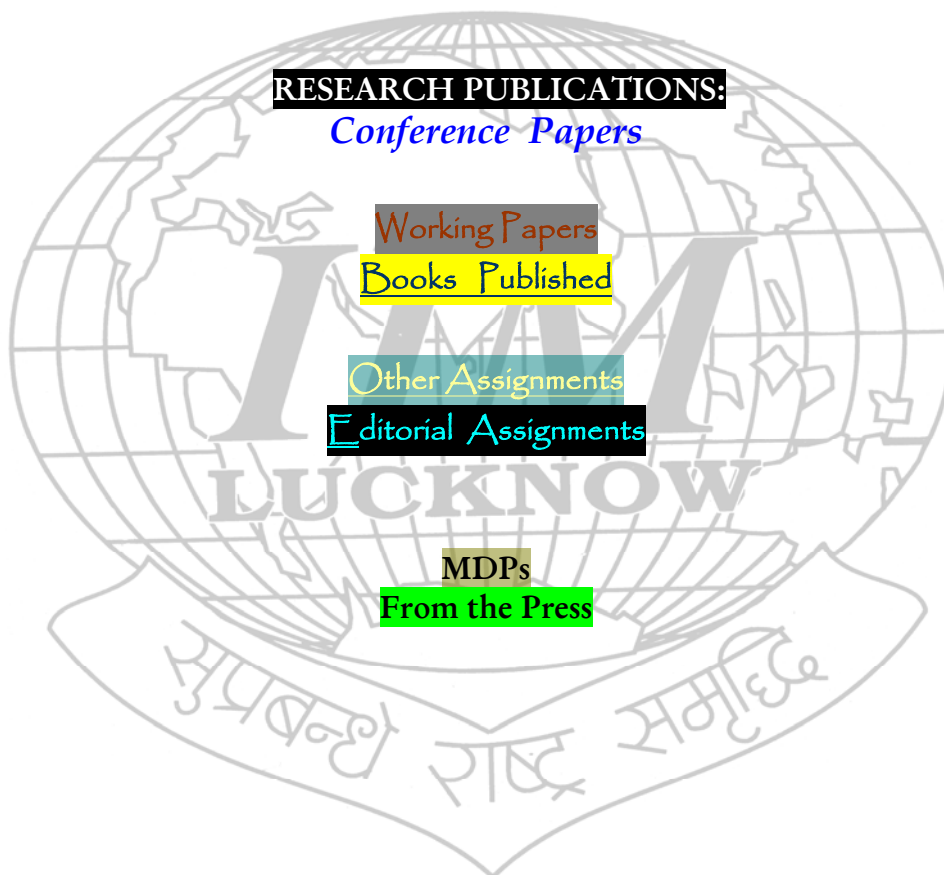 RESEARCH PUBLICATIONS:
Conference Papers
Working Papers
Books Published
Other Assignments
Editorial Assignments
IIM
LUCKNOW
MDPs
From the Press
सुप्रबन्धे राष्ट्र समृद्धि